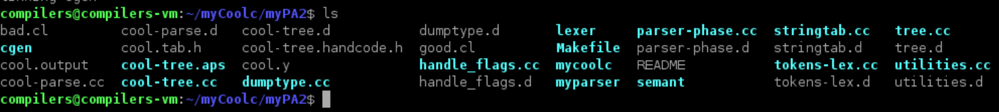 compilers@compilers-vm:~/myCoolc/myPA2$ ls
bad.cl cool-parse.d cool-tree.d dumptype.d lexer parser-phase.cc stringtab.cc tree.cc
cgen cool.tab.h cool-tree.handcode.h good.cl Makefile parser-phase.d stringtab.d tree.d
cool.output cool-tree.aps cool.y handle_flags.cc mycoolc README tokens-lex.cc utilities.cc
cool-parse.cc cool-tree.cc dumptype.cc handle_flags.d myparser semant tokens-lex.d utilities.d
compilers@compilers-vm:~/myCoolc/myPA2$